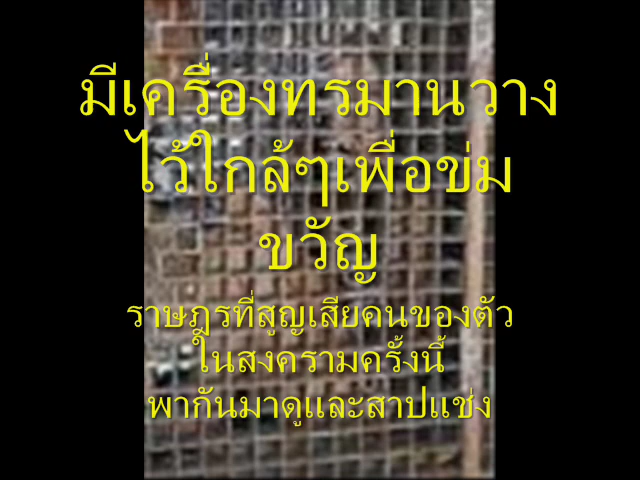 มีเครื่องทรมานวาง
ไว้ใกล้ๆเพื่อข่ม
ขวัญ
ราษฎรที่สูญเสียคนของตัว
ในสงครามครั้งนี้
พากันมาดูและสาปแช่ง